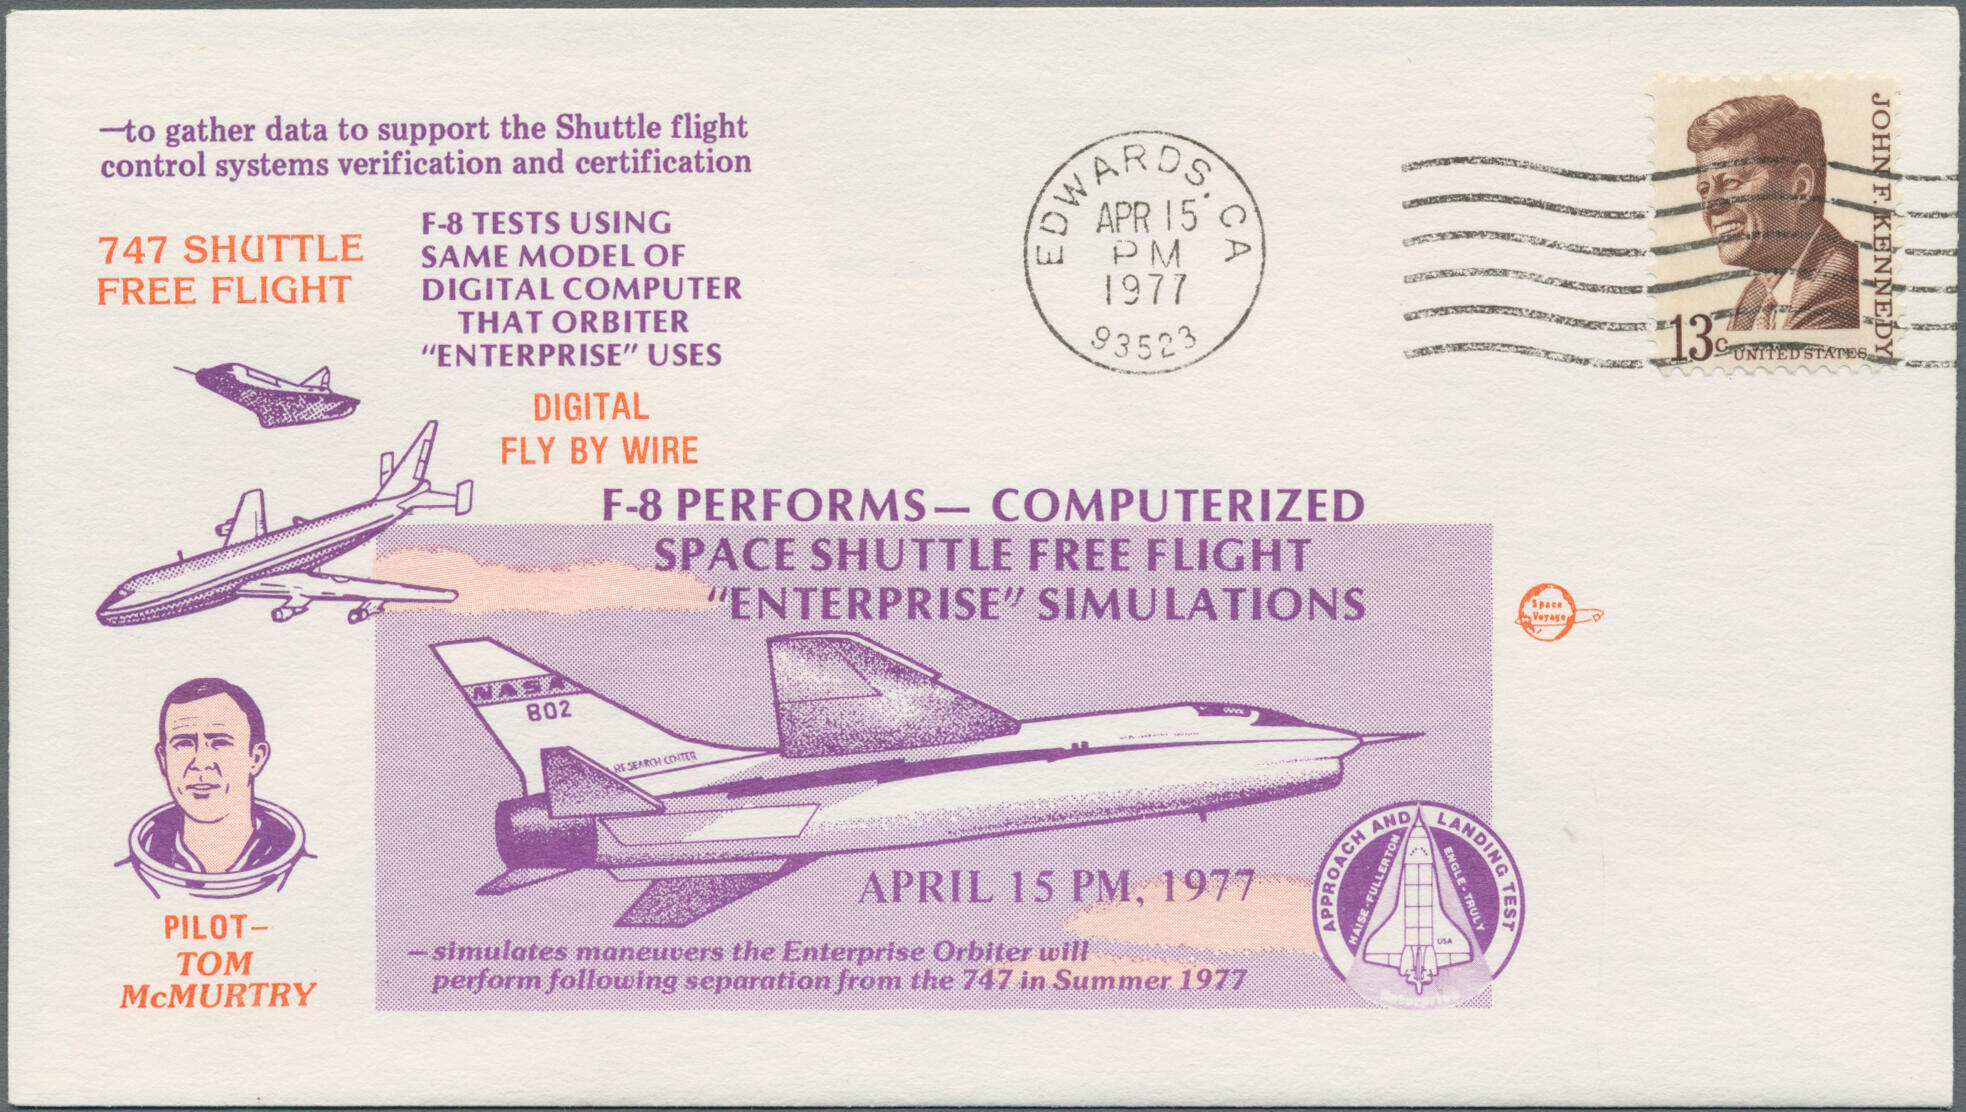 —to gather data to support the Shuttle flight
control systems verification and certification
747 SHUTTLE
FREE FLIGHT
F-8 TESTS USING
SAME MODEL OF
DIGITAL COMPUTER
THAT ORBITER
"ENTERPRISE" USES
DIGITAL
FLY BY WIRE
EDWARDS. CA
APR 15
PM
1977
93523
JOHN F. KENNEDY
13c UNITED STATES
F-8 PERFORMS— COMPUTERIZED
SPACE SHUTTLE FREE FLIGHT
"ENTERPRISE" SIMULATIONS
Space
Voyage
NASA
802
RESEARCH CENTER
APRIL 15 PM, 1977
—simulates maneuvers the Enterprise Orbiter will
perform following separation from the 747 in Summer 1977
APPROACH AND LANDING TEST
HAISE-FULLERTON
ENGLE-TRULY
USA
Enterprise
PILOT—
TOM
McMURTRY